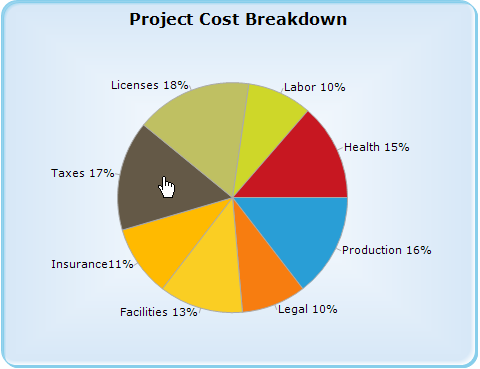 Project Cost Breakdown
Licenses 18%
Labor 10%
Health 15%
Taxes 17%
Production 16%
Insurance11%
Facilities 13%
Legal 10%